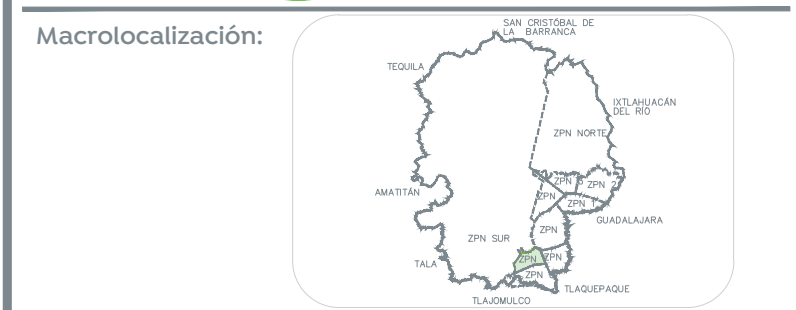 Macrolocalización:
SAN CRISTÓBAL DE
LA BARRANCA
TEQUILA
IXTLAHUACÁN
DEL RÍO
ZPN NORTE
ZPN
ZPN 2
ZPN
ZPN 1
AMATITÁN
GUADALAJARA
ZPN
ZPN SUR
ZPN
ZPN
TALA
ZPN
TLAQUEPAQUE
TLAJOMULCO